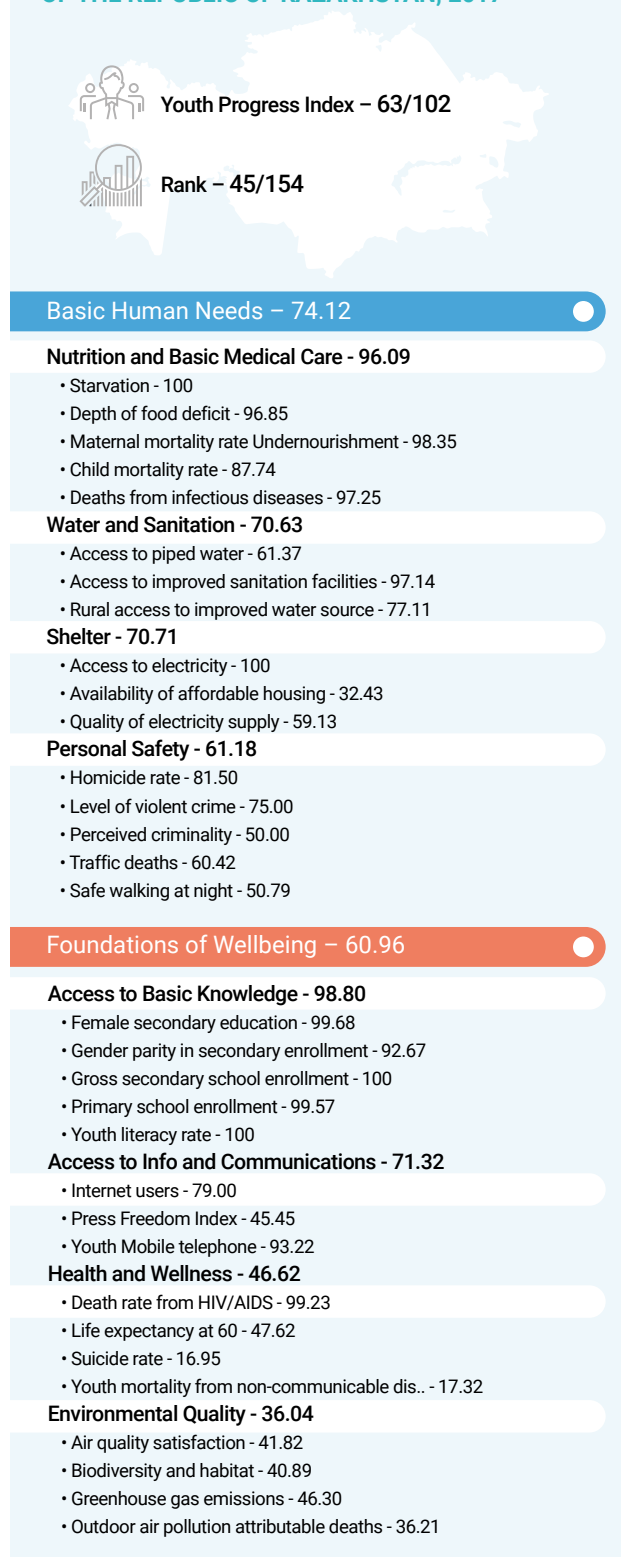 OF THE REPUBLIC OF KAZAKHSTAN, 2017
Youth Progress Index – 63/102
Rank – 45/154
Basic Human Needs – 74.12
Nutrition and Basic Medical Care - 96.09
• Starvation - 100
• Depth of food deficit - 96.85
• Maternal mortality rate Undernourishment - 98.35
• Child mortality rate - 87.74
• Deaths from infectious diseases - 97.25
Water and Sanitation - 70.63
• Access to piped water - 61.37
• Access to improved sanitation facilities - 97.14
• Rural access to improved water source - 77.11
Shelter - 70.71
• Access to electricity - 100
• Availability of affordable housing - 32.43
• Quality of electricity supply - 59.13
Personal Safety - 61.18
• Homicide rate - 81.50
• Level of violent crime - 75.00
• Perceived criminality - 50.00
• Traffic deaths - 60.42
• Safe walking at night - 50.79
Foundations of Wellbeing – 60.96
Access to Basic Knowledge - 98.80
• Female secondary education - 99.68
• Gender parity in secondary enrollment - 92.67
• Gross secondary school enrollment - 100
• Primary school enrollment - 99.57
• Youth literacy rate - 100
Access to Info and Communications - 71.32
• Internet users - 79.00
• Press Freedom Index - 45.45
• Youth Mobile telephone - 93.22
Health and Wellness - 46.62
• Death rate from HIV/AIDS - 99.23
• Life expectancy at 60 - 47.62
• Suicide rate - 16.95
• Youth mortality from non-communicable dis.. - 17.32
Environmental Quality - 36.04
• Air quality satisfaction - 41.82
• Biodiversity and habitat - 40.89
• Greenhouse gas emissions - 46.30
• Outdoor air pollution attributable deaths - 36.21